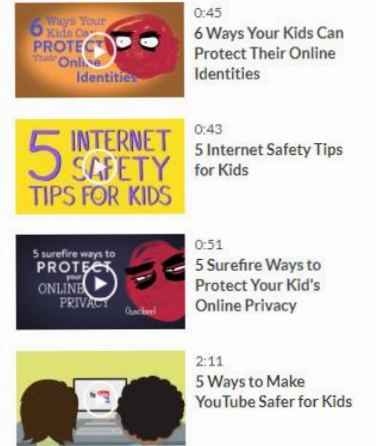 6 Ways Your
Kids Can
PROTECT
Their Online
Identities
0:45
6 Ways Your Kids Can
Protect Their Online
Identities
5 INTERNET
SAFETY
TIPS FOR KIDS
0:43
5 Internet Safety Tips
for Kids
5 surefire ways to
PROTECT
your
ONLINE
PRIVACY
0:51
5 Surefire Ways to
Protect Your Kid's
Online Privacy
2:11
5 Ways to Make
YouTube Safer for Kids